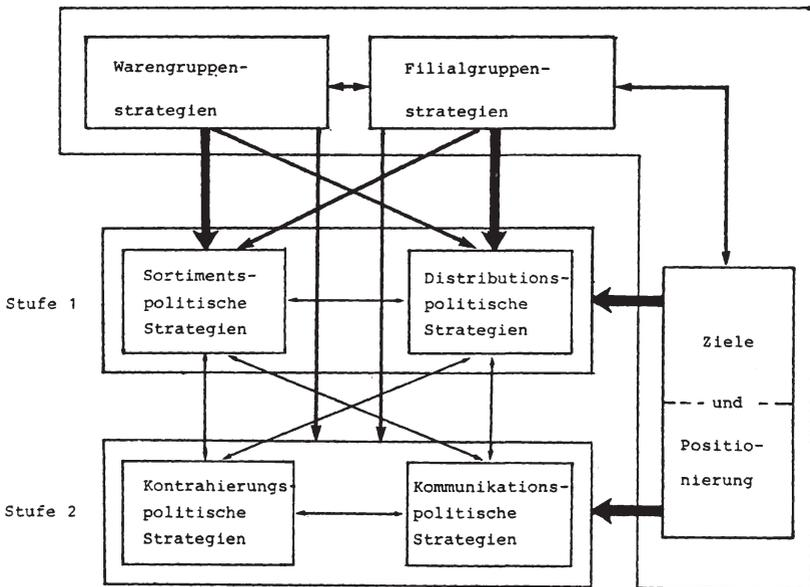 Warengruppen-
strategien
Filialgruppen-
strategien
Stufe 1
Sortiments-
politische
Strategien
Distributions-
politische
Strategien
Ziele
und
Positio-
nierung
Stufe 2
Kontrahierungs-
politische
Strategien
Kommunikations-
politische
Strategien